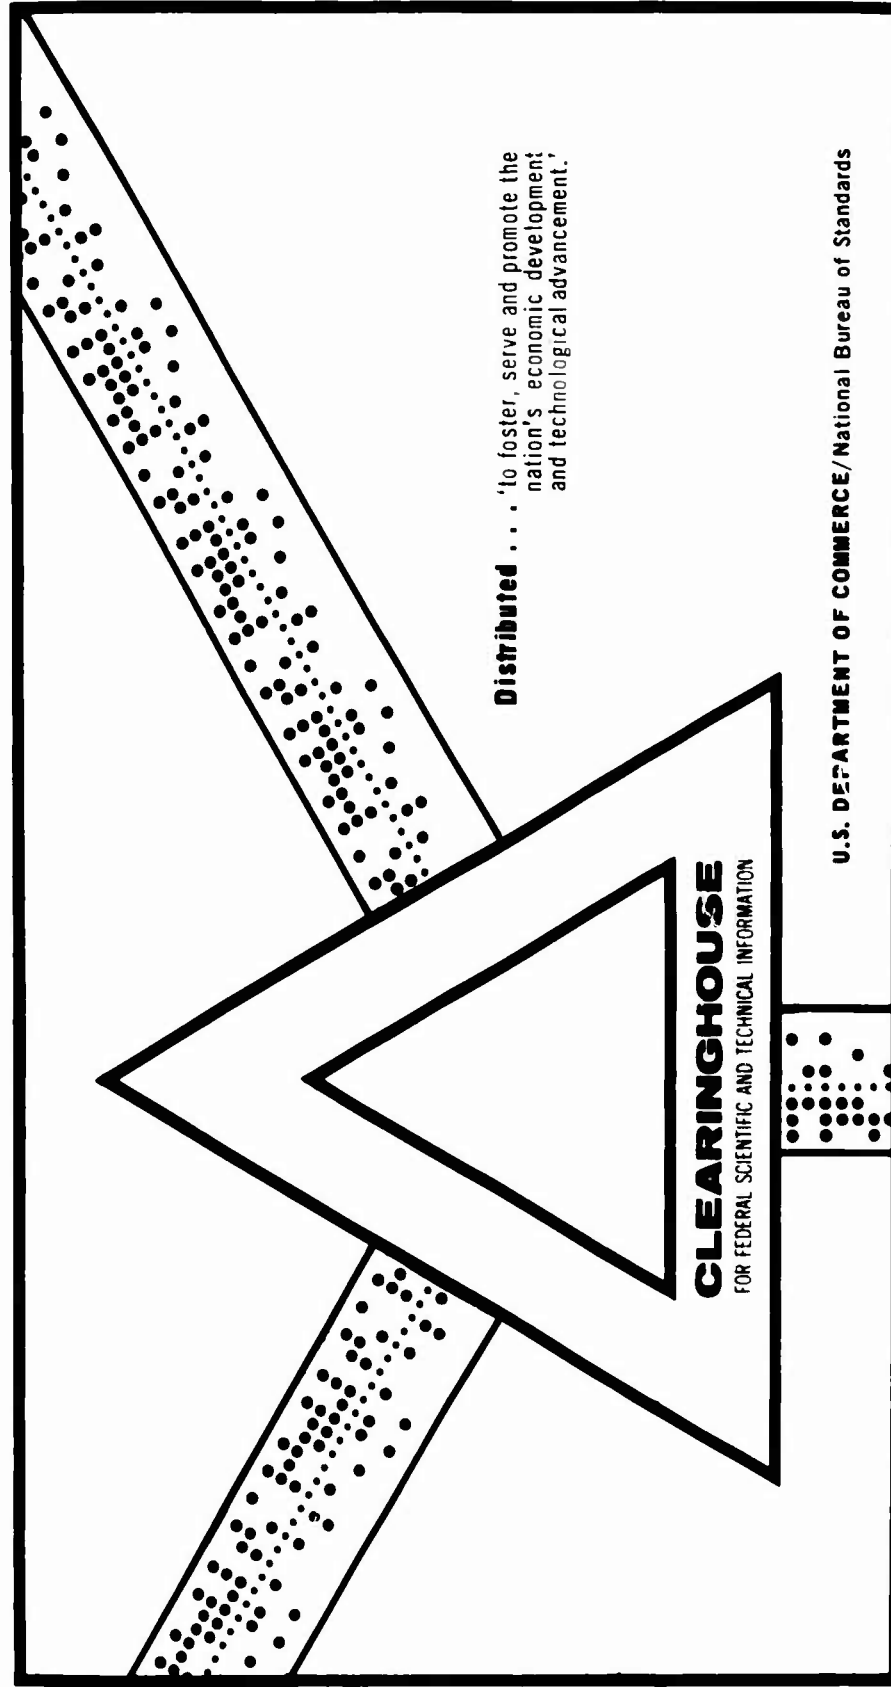 CLEARINGHOUSE
FOR FEDERAL SCIENTIFIC AND TECHNICAL INFORMATION
Distributed . . . 'to foster, serve and promote the
nation's economic development
and technological advancement.'
U.S. DEPARTMENT OF COMMERCE/National Bureau of Standards